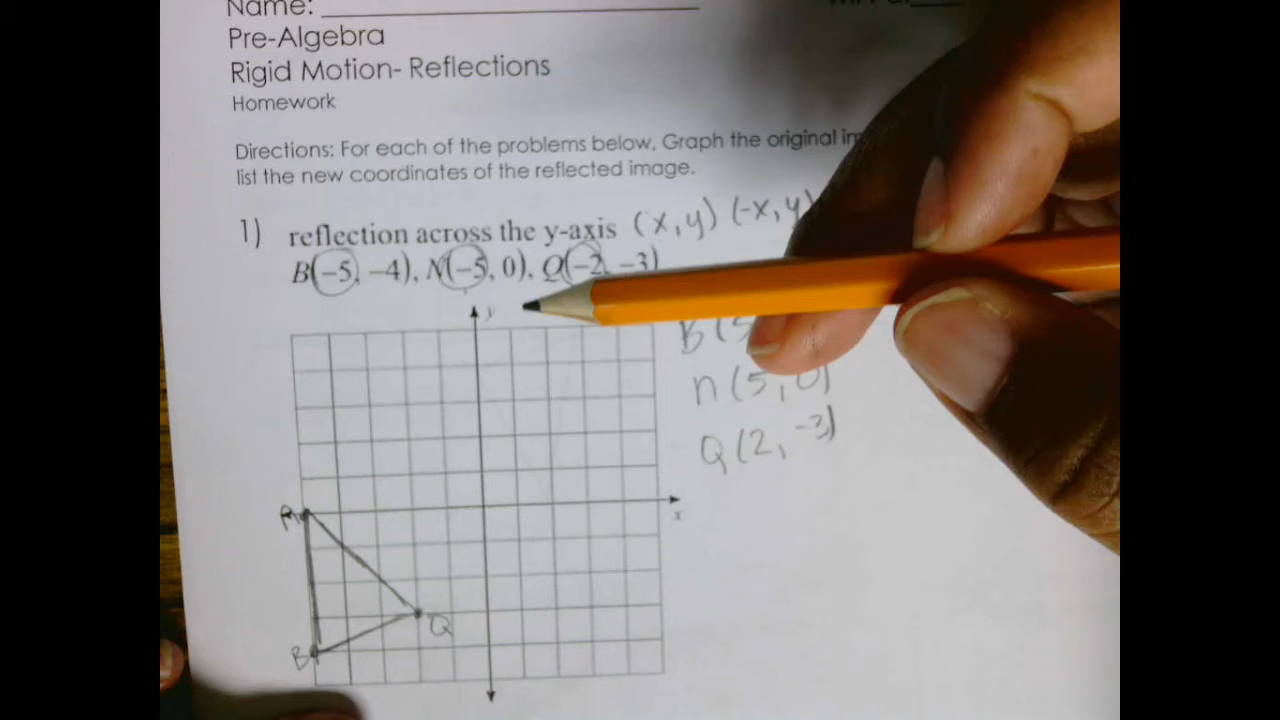 Name:
Pre-Algebra
Rigid Motion- Reflections
Homework
Directions: For each of the problems below, Graph the original
list the new coordinates of the reflected image.
1) reflection across the y-axis (x,y) (-x,y)
B(−5, −4), N(−5, 0), Q(−2, −3)
y
B (5
n (5, 0)
Q (2, -3)
x
Q
B